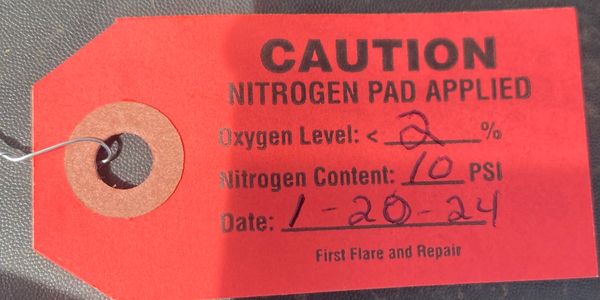 CAUTION
NITROGEN PAD APPLIED
Oxygen Level: < 2 %
Nitrogen Content: 10 PSI
Date: 1-20-24
First Flare and Repair